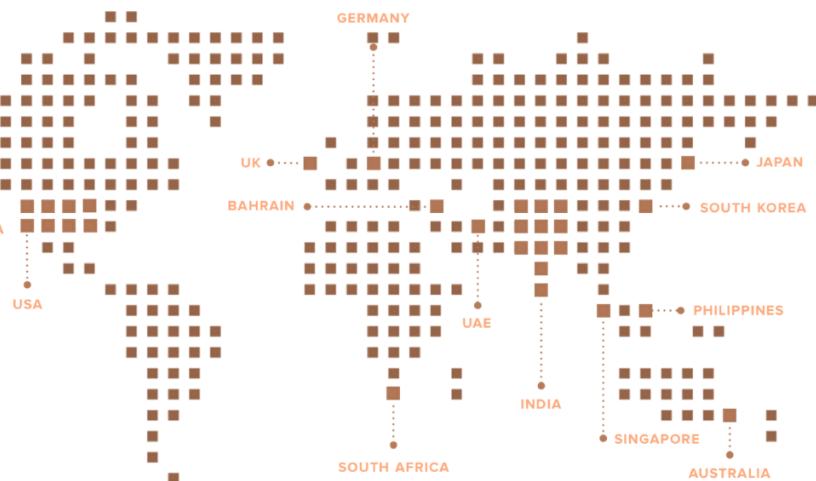 GERMANY
UK
JAPAN
BAHRAIN
SOUTH KOREA
A
USA
PHILIPPINES
UAE
INDIA
SINGAPORE
SOUTH AFRICA
AUSTRALIA